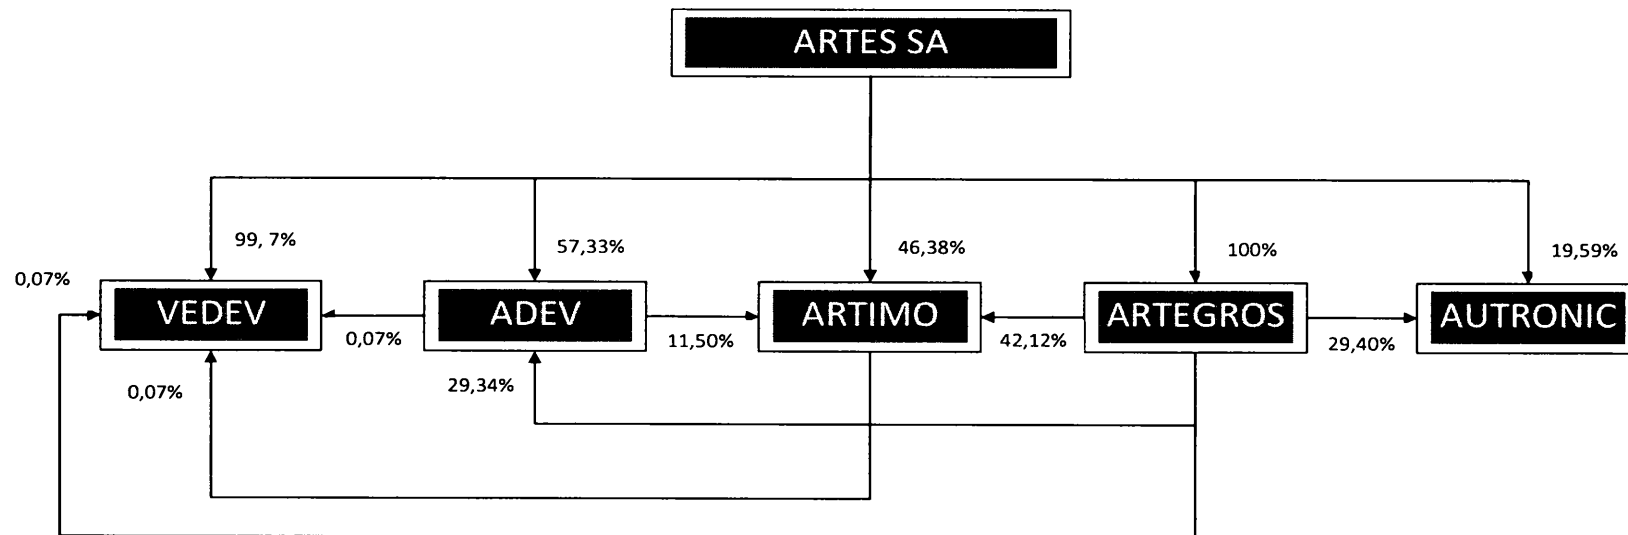 ARTES SA
99, 7%
57,33%
46,38%
100%
19,59%
0,07%
VEDEV
ADEV
ARTIMO
ARTEGROS
AUTRONIC
0,07%
11,50%
42,12%
29,40%
0,07%
29,34%